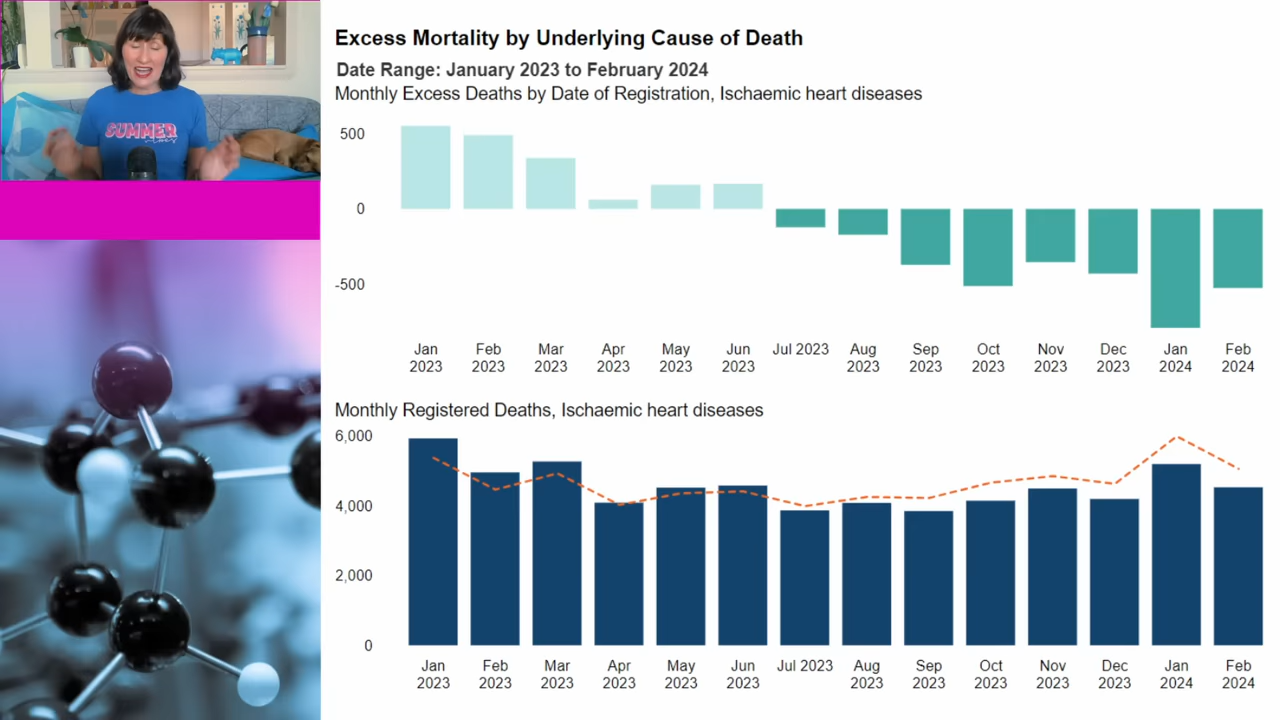 SUMMER
Excess Mortality by Underlying Cause of Death
Date Range: January 2023 to February 2024
Monthly Excess Deaths by Date of Registration, Ischaemic heart diseases
500
0
-500
Jan 2023
Feb 2023
Mar 2023
Apr 2023
May 2023
Jun 2023
Jul 2023
Aug 2023
Sep 2023
Oct 2023
Nov 2023
Dec 2023
Jan 2024
Feb 2024
Monthly Registered Deaths, Ischaemic heart diseases
6,000
4,000
2,000
0
Jan 2023
Feb 2023
Mar 2023
Apr 2023
May 2023
Jun 2023
Jul 2023
Aug 2023
Sep 2023
Oct 2023
Nov 2023
Dec 2023
Jan 2024
Feb 2024